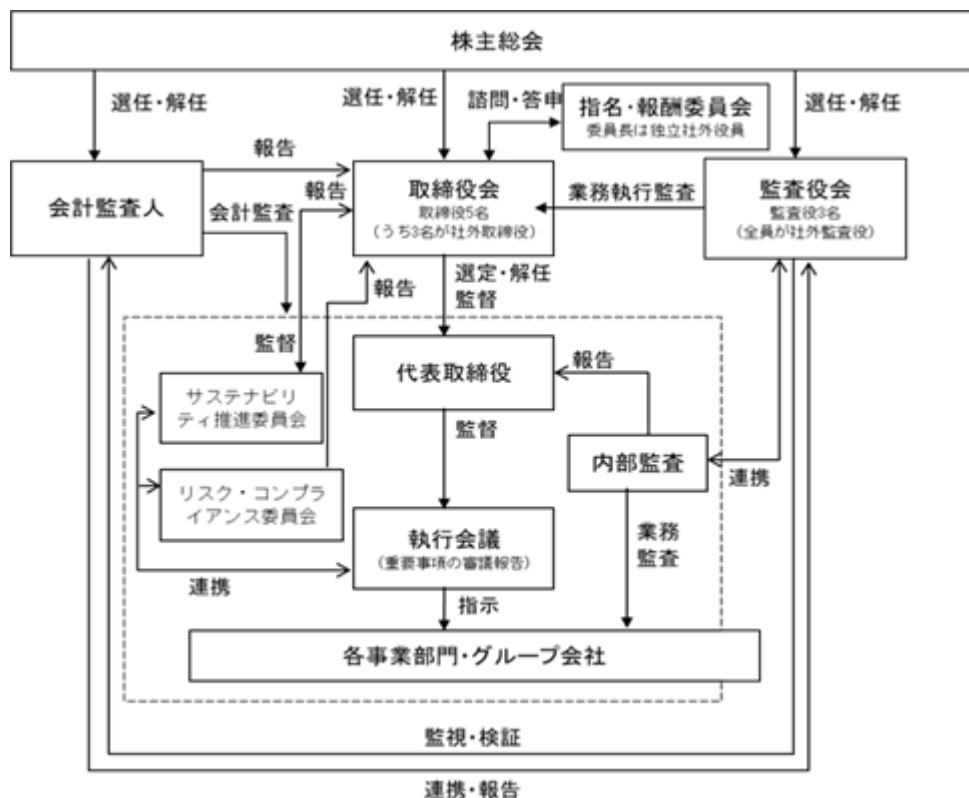 株主総会
選任・解任
選任・解任
諮問・答申
指名・報酬委員会
委員長は独立社外役員
選任・解任
報告
会計監査人
会計監査
報告
取締役会
取締役5名
(うち3名が社外取締役)
業務執行監査
監査役会
監査役3名
(全員が社外監査役)
報告
選定・解任
監督
監督
代表取締役
報告
サステナビリ
ティ推進委員会
監督
内部監査
連携
リスク・コンプラ
イアンス委員会
執行会議
(重要事項の審議報告)
業務
監査
連携
指示
各事業部門・グループ会社
監視・検証
連携・報告